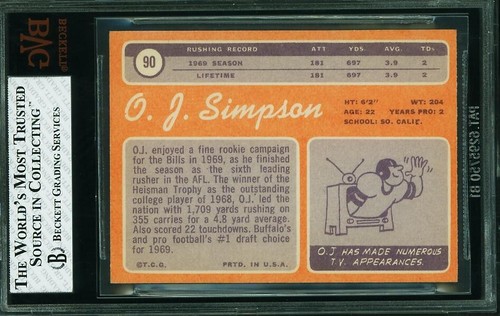 BECKETT
BVG
THE WORLD'S MOST TRUSTED
SOURCE IN COLLECTING™
BECKETT GRADING SERVICES
90
RUSHING RECORD ATT YDS AVG. TDs
1969 SEASON 181 697 3.9 2
LIFETIME 181 697 3.9 2
O. J. Simpson
HT: 6'2" WT: 204
AGE: 22 YEARS PRO: 2
SCHOOL: SO. CALIF.
O.J. enjoyed a fine rookie campaign
for the Bills in 1969, as he finished
the season as the sixth leading
rusher in the AFL. The winner of the
Heisman Trophy as the outstanding
college player of 1968, O.J. led the
nation with 1,709 yards rushing on
355 carries for a 4.8 yard average.
Also scored 22 touchdowns. Buffalo's
and pro football's #1 draft choice
for 1969.
©T.C.G. PRTD. IN U.S.A.
O.J HAS MADE NUMEROUS
T.V. APPEARANCES.